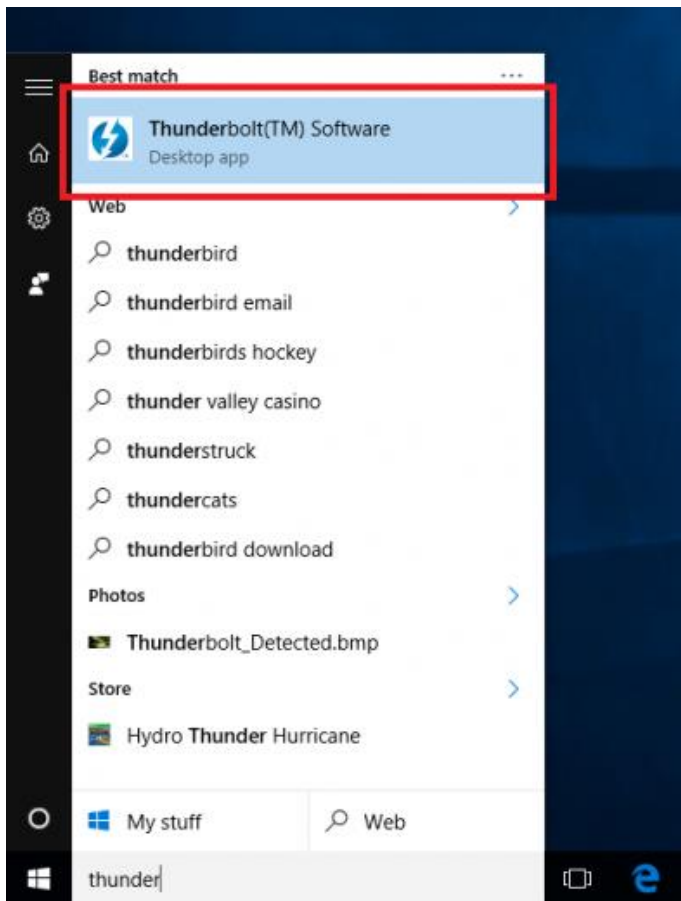 Best match
Thunderbolt(TM) Software
Desktop app
Web
thunderbird
thunderbird email
thunderbirds hockey
thunder valley casino
thunderstruck
thundercats
thunderbird download
Photos
Thunderbolt_Detected.bmp
Store
Hydro Thunder Hurricane
My stuff
Web
thunder